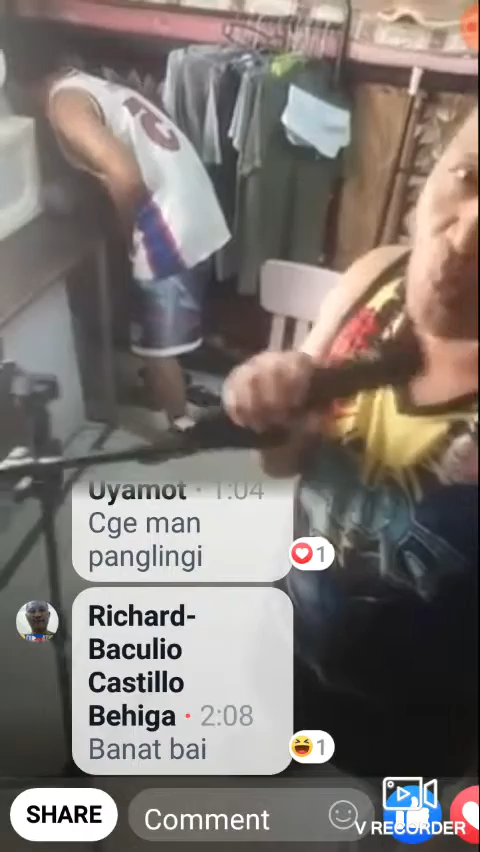 5
Uyamot · 1:04
Cge man
panglingi
1
Richard-
Baculio
Castillo
Behiga · 2:08
Banat bai
1
SHARE
Comment
V RECORDER